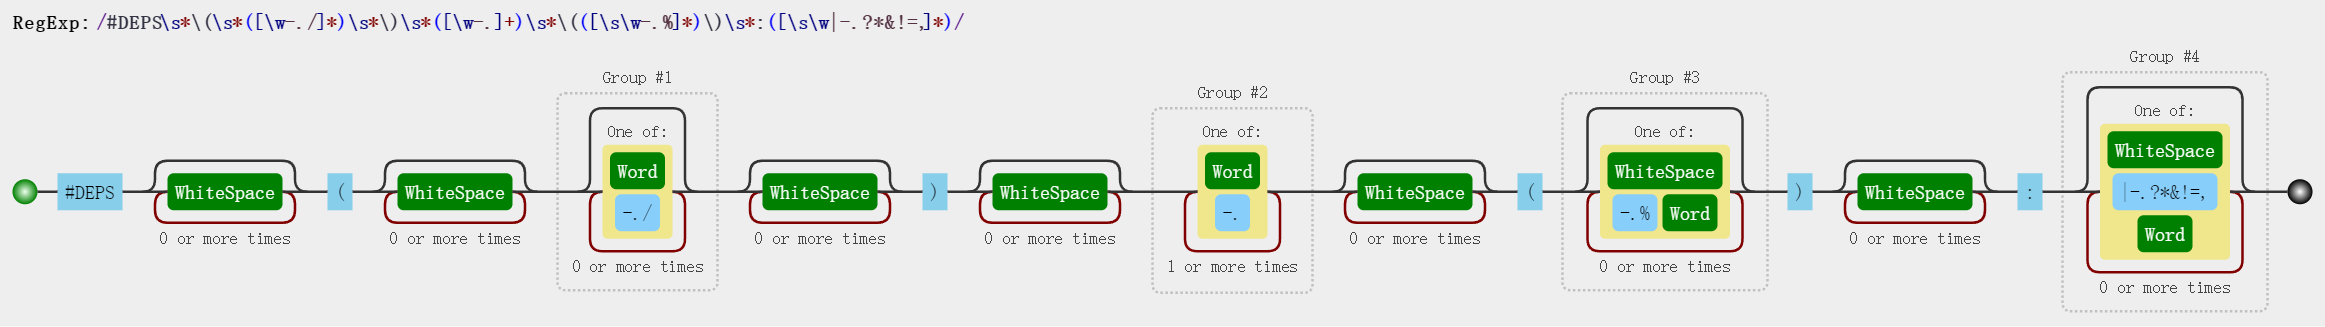 RegExp: /#DEPS\s*\(\s*([\w-./]*)\s*\)\s*([\w-.]+)\s*\(([\s\w-.%]*)\)\s*:([\s\w|-.?*&!=,]*)/
Group #4
Group #1
Group #3
Group #2
One of:
One of:
One of:
One of:
WhiteSpace
Word
Word
WhiteSpace
#DEPS
WhiteSpace
(
WhiteSpace
WhiteSpace
)
WhiteSpace
WhiteSpace
(
)
WhiteSpace
:
|-.?*&!=,
-./
-.
-.%
Word
Word
0 or more times
0 or more times
0 or more times
0 or more times
0 or more times
0 or more times
0 or more times
1 or more times
0 or more times
0 or more times